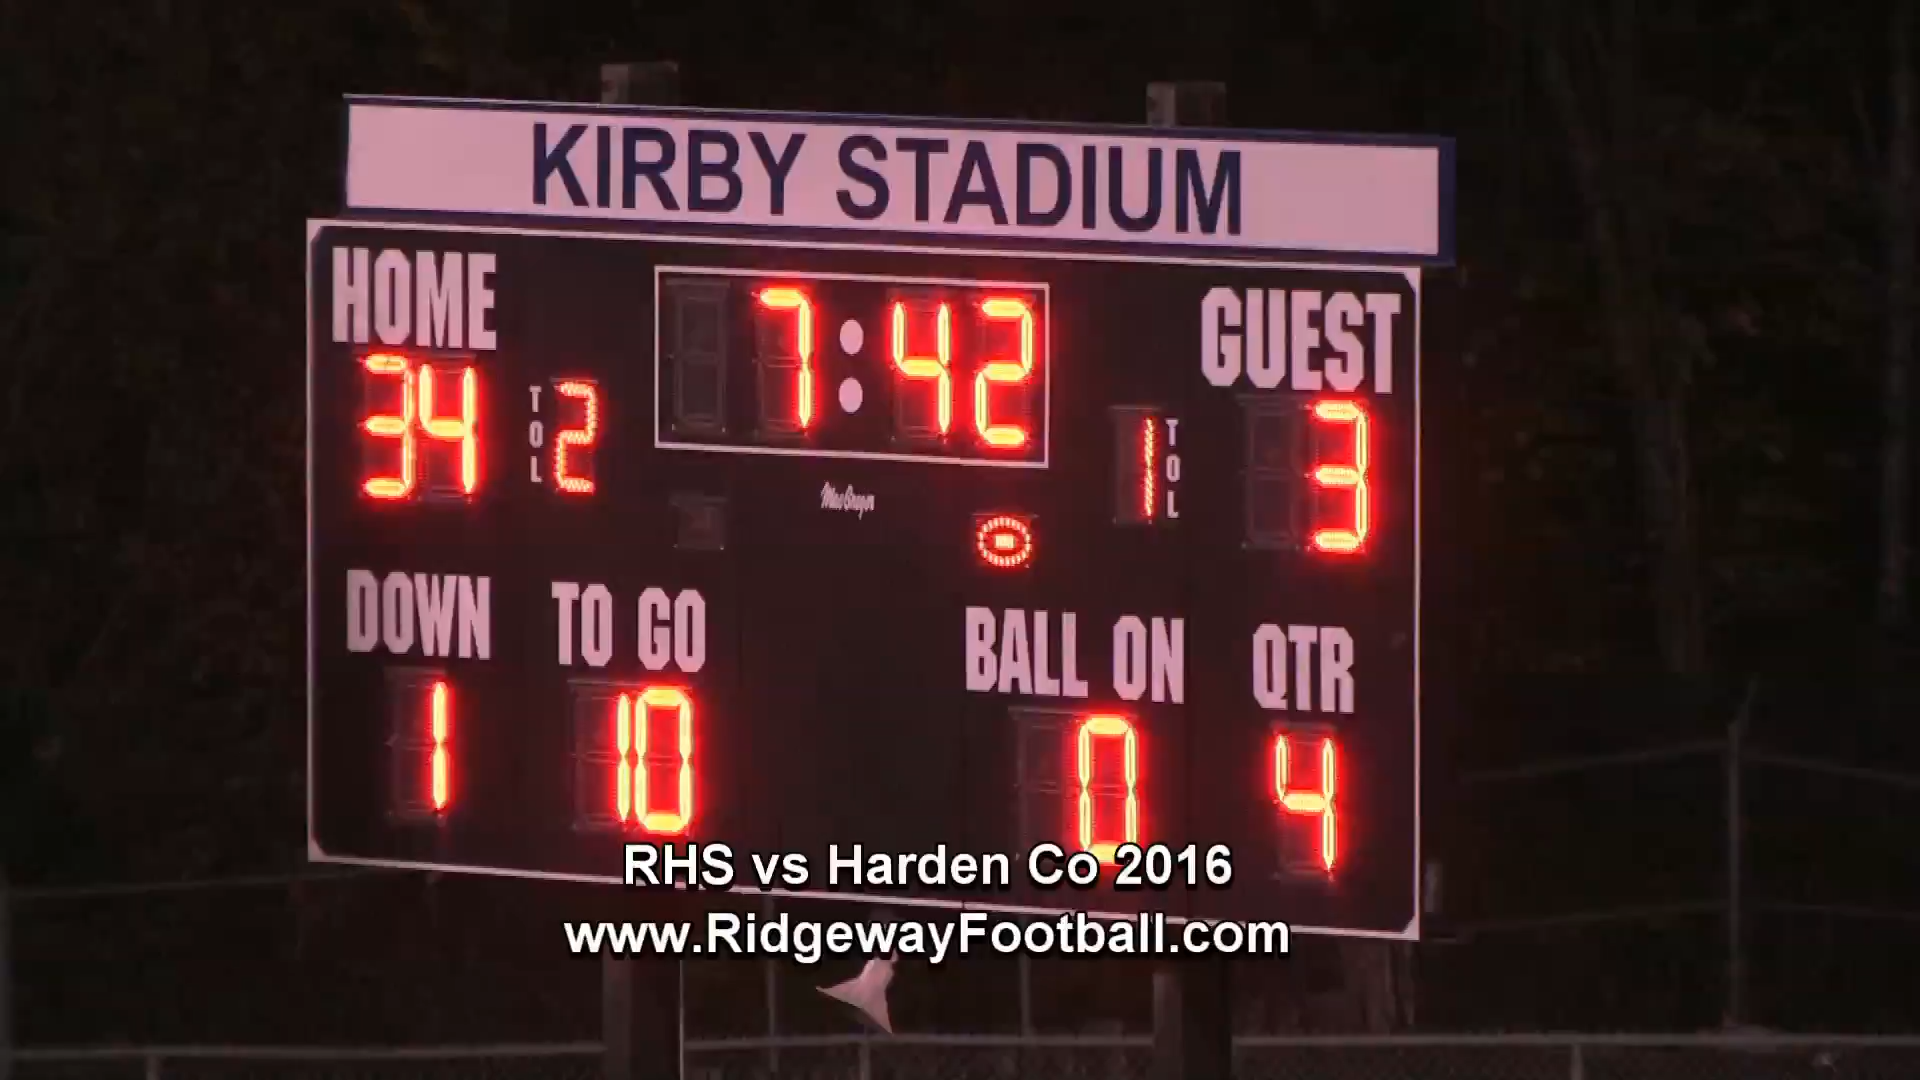 KIRBY STADIUM
HOME 7:42 GUEST
34 TOL 2 1 TOL 3
MacGregor
DOWN TO GO BALL ON QTR
1 10 0 4
RHS vs Harden Co 2016
www.RidgewayFootball.com